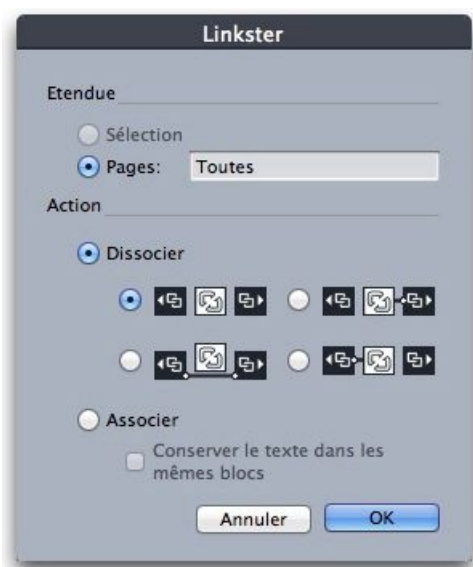 Linkster
Etendue
Sélection
Pages: Toutes
Action
Dissocier
Associer
Conserver le texte dans les
mêmes blocs
Annuler OK